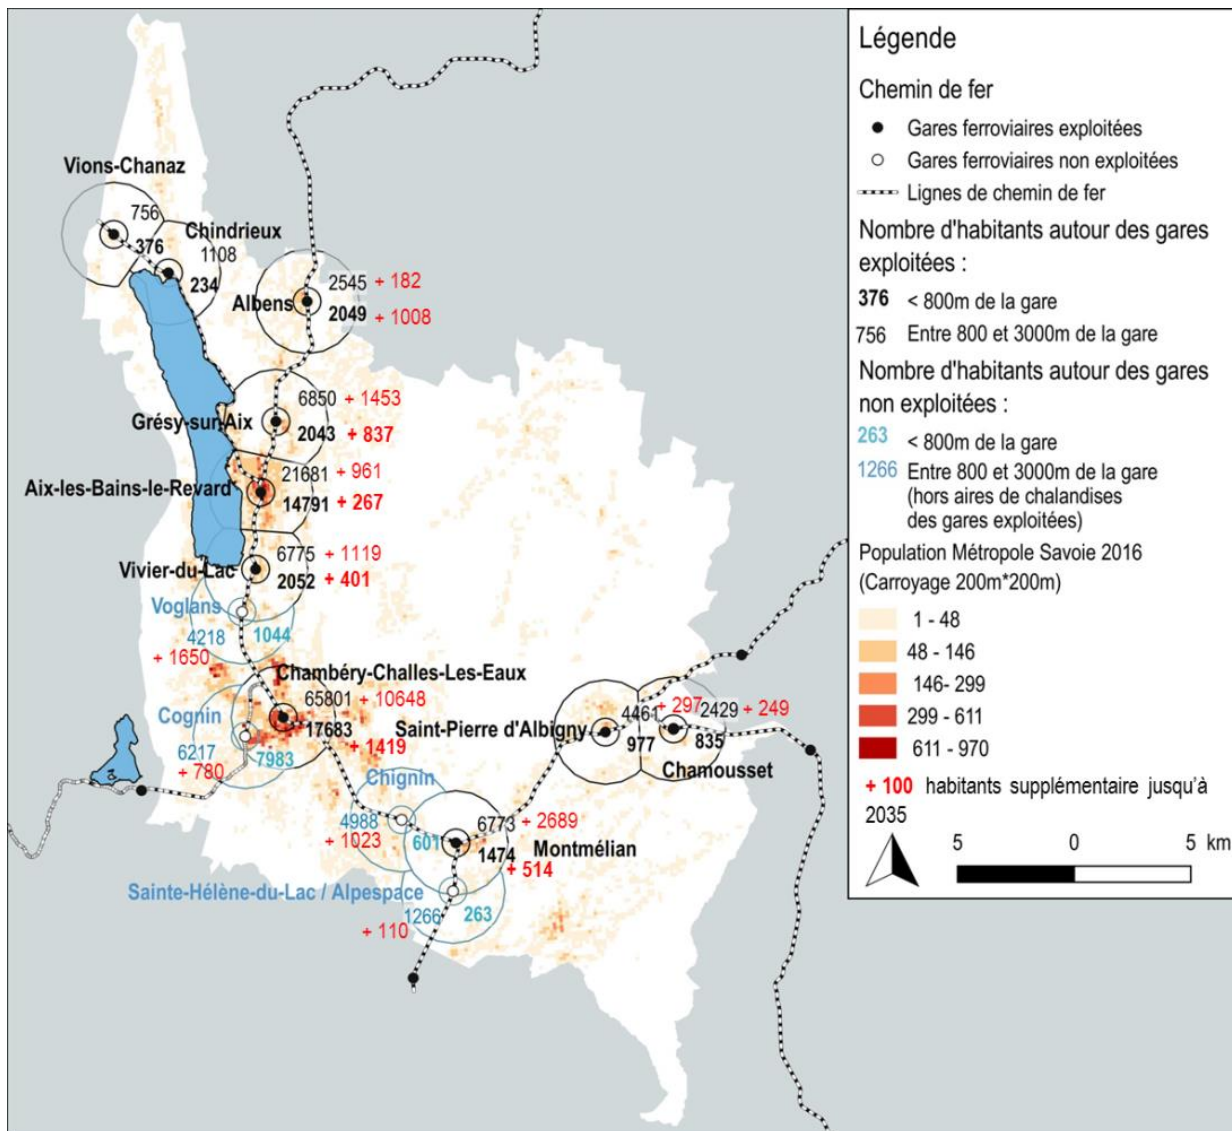 Vions-Chanaz
756
376
Chindrieux
1108
234
2545 + 182
Albens
2049 + 1008
6850 + 1453
Grésy-sur-Aix
2043 + 837
21681 + 961
Aix-les-Bains-le-Revard
14791 + 267
6775 + 1119
Vivier-du-Lac
2052 + 401
Voglans
4218 1044
+ 1650
Chambéry-Challes-Les-Eaux
65801 + 10648
Cognin
17683
+ 1419
6217 7983
+ 780
Chignin
4988
+ 1023 601
6773 + 2689
1474 Montmélian
+ 514
4461 + 297 2429 + 249
Saint-Pierre d'Albigny
977 835
Chamousset
Sainte-Hélène-du-Lac / Alpespace
1266 263
+ 110
Légende
Chemin de fer
Gares ferroviaires exploitées
Gares ferroviaires non exploitées
Lignes de chemin de fer
Nombre d'habitants autour des gares
exploitées :
376 < 800m de la gare
756 Entre 800 et 3000m de la gare
Nombre d'habitants autour des gares
non exploitées :
263 < 800m de la gare
1266 Entre 800 et 3000m de la gare
(hors aires de chalandises
des gares exploitées)
Population Métropole Savoie 2016
(Carroyage 200m*200m)
1 - 48
48 - 146
146- 299
299 - 611
611 - 970
+ 100 habitants supplémentaire jusqu'à
2035
5 0 5 km